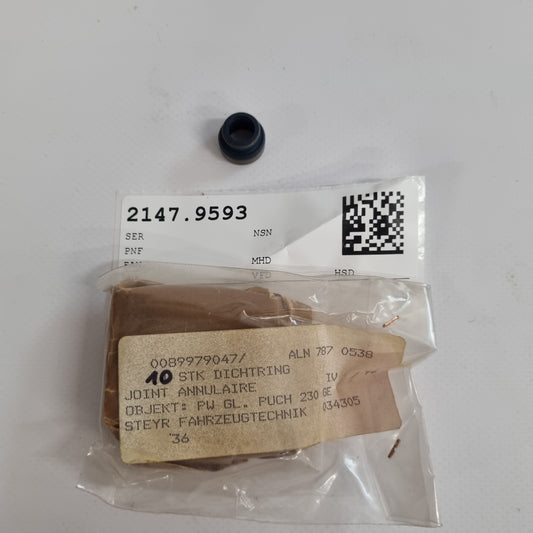 2147.9593
SER NSN
PNF
MHD
VFD HSD
0089979047/ ALN 787 0538
10 STK DICHTRING IV
JOINT ANNULAIRE
OBJEKT: PW GL. PUCH 230 GE
STEYR FAHRZEUGTECHNIK 034305
36